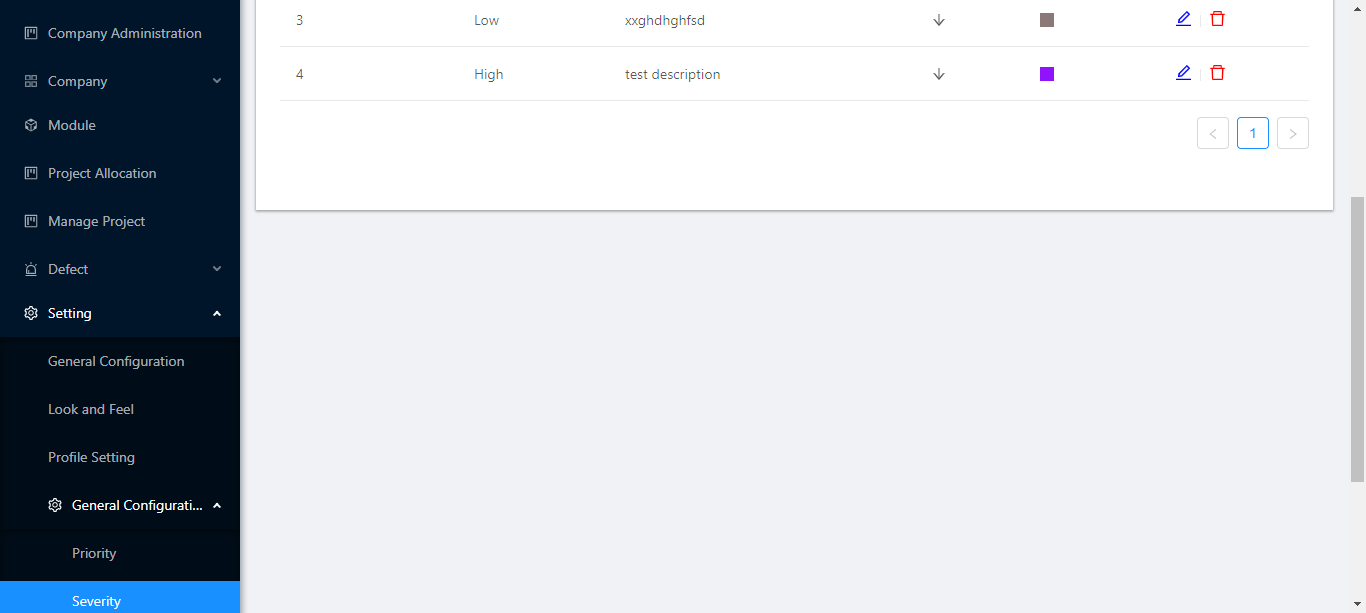 Company Administration
Company
Module
Project Allocation
Manage Project
Defect
Setting
General Configuration
Look and Feel
Profile Setting
General Configurati...
Priority
Severity
3 Low xxghdhghfsd
4 High test description
< 1 >